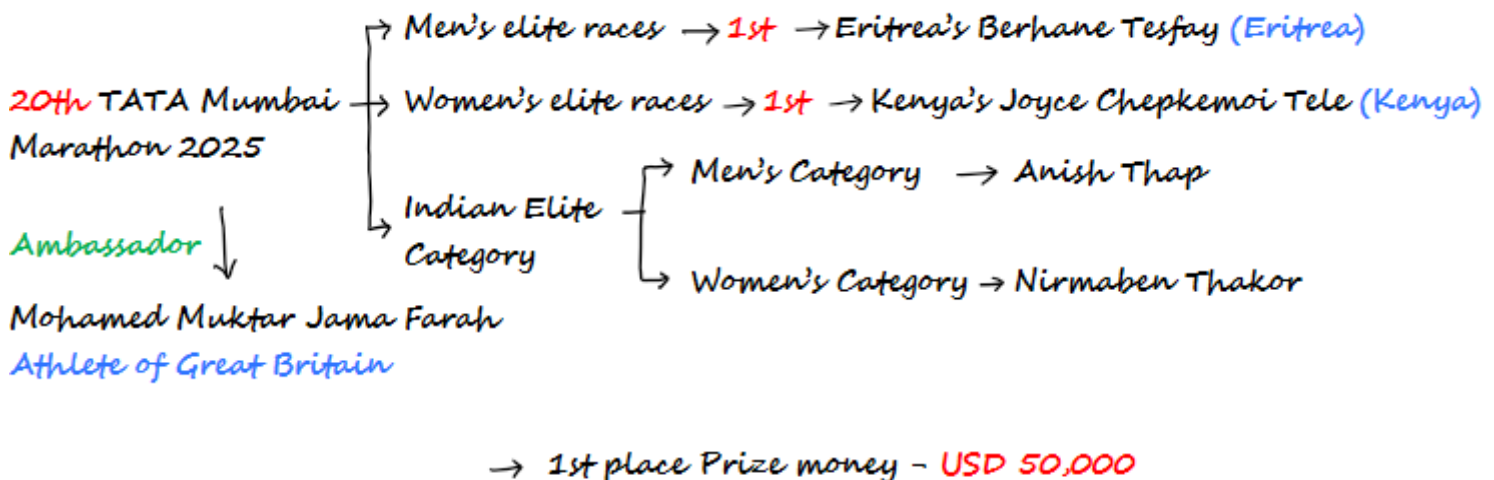 Men's elite races → 1st → Eritrea's Berhane Tesfay (Eritrea)
20th TATA Mumbai
Marathon 2025
Women's elite races → 1st → Kenya's Joyce Chepkemoi Tele (Kenya)
Indian Elite
Category
Men's Category → Anish Thap
Women's Category → Nirmaben Thakor
Ambassador
Mohamed Muktar Jama Farah
Athlete of Great Britain
→ 1st place Prize money - USD 50,000